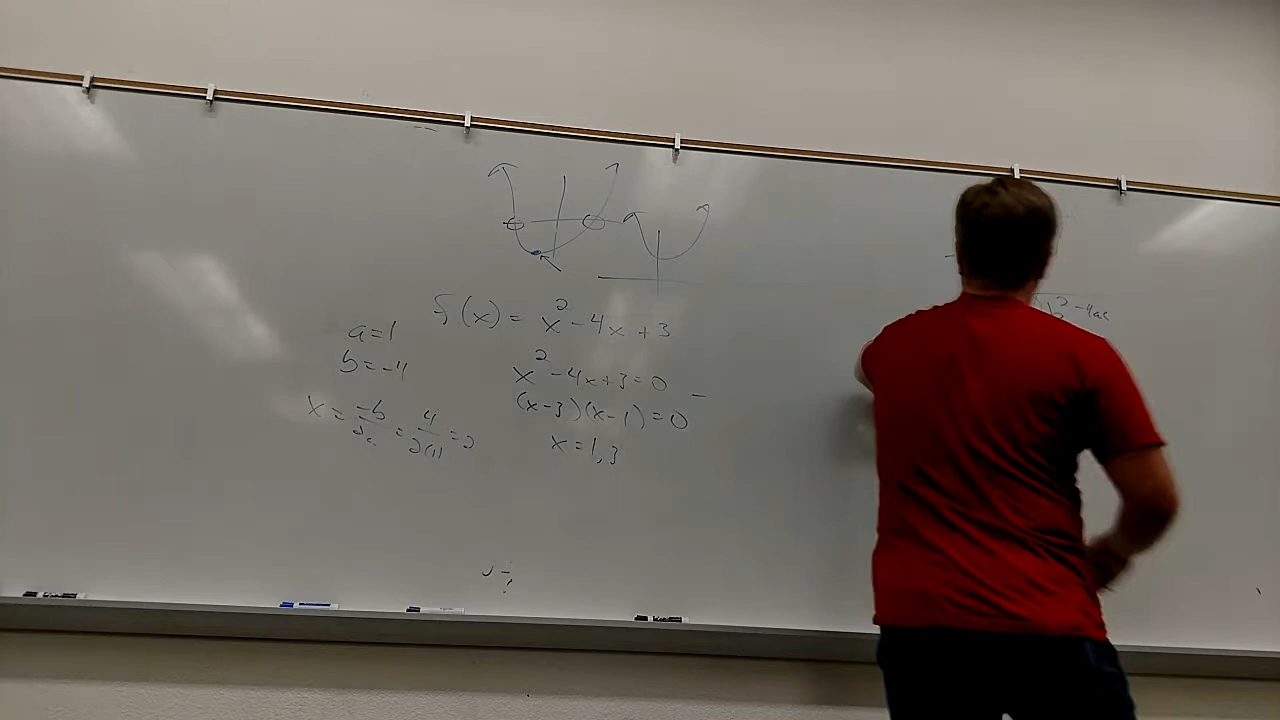 f(x) = x² - 4x + 3
a = 1
b = -4
x = -b/2a = 4/2(1) = 2
x² - 4x + 3 = 0
(x - 3)(x - 1) = 0
x = 1, 3
b² - 4ac